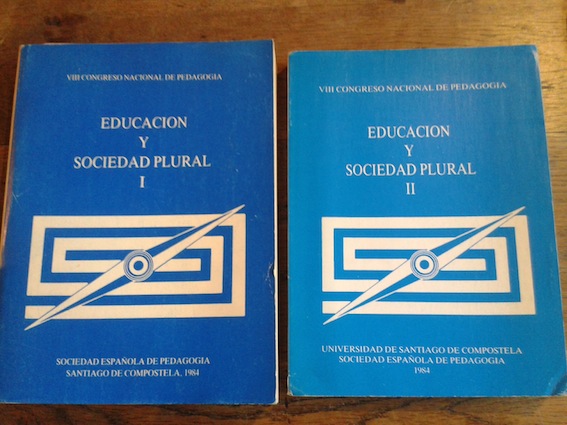 VIII CONGRESO NACIONAL DE PEDAGOGIA
EDUCACION
Y
SOCIEDAD PLURAL
I
SOCIEDAD ESPAÑOLA DE PEDAGOGIA
SANTIAGO DE COMPOSTELA. 1984
VIII CONGRESO NACIONAL DE PEDAGOGIA
EDUCACION
Y
SOCIEDAD PLURAL
II
UNIVERSIDAD DE SANTIAGO DE COMPOSTELA
SOCIEDAD ESPAÑOLA DE PEDAGOGIA
1984